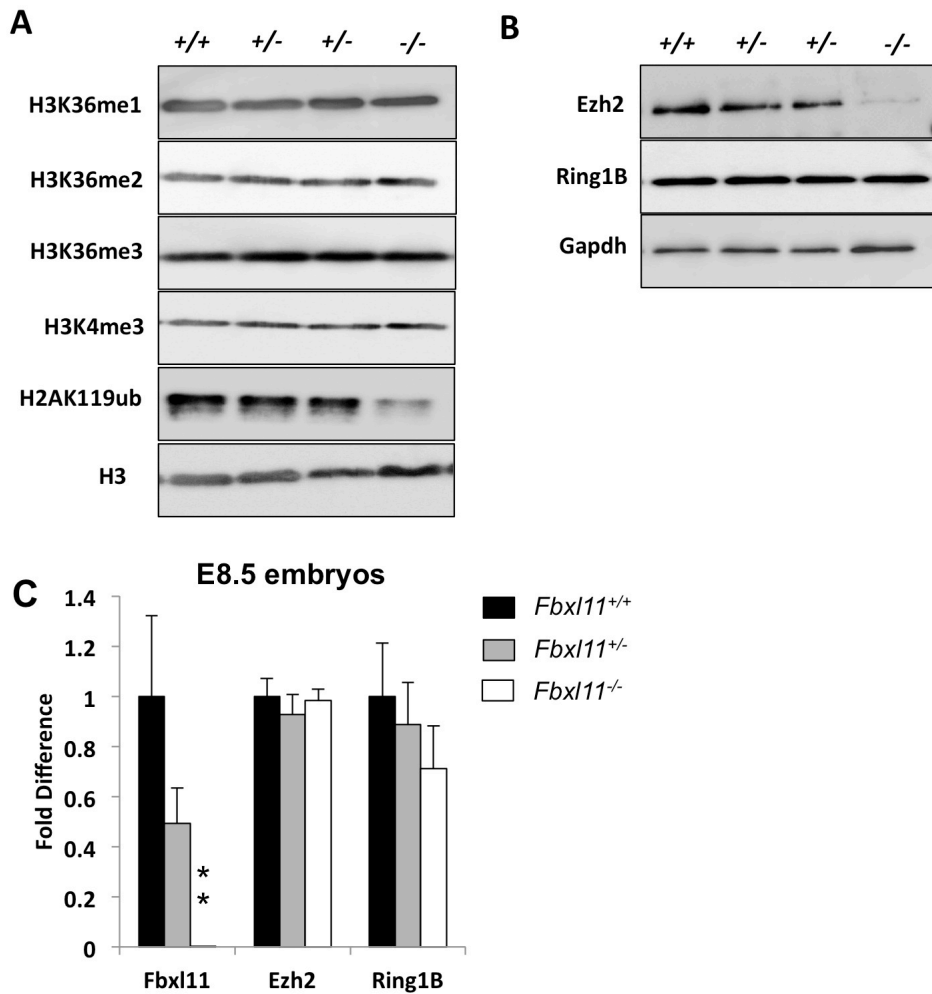 A
+/+ +/- +/- -/-
H3K36me1
H3K36me2
H3K36me3
H3K4me3
H2AK119ub
H3
B
+/+ +/- +/- -/-
Ezh2
Ring1B
Gapdh
C
E8.5 embryos
Fold Difference
1.4
1.2
1
0.8
0.6
0.4
0.2
0
*
*
Fbxl11 Ezh2 Ring1B
Fbxl11+/+
Fbxl11+/-
Fbxl11-/-